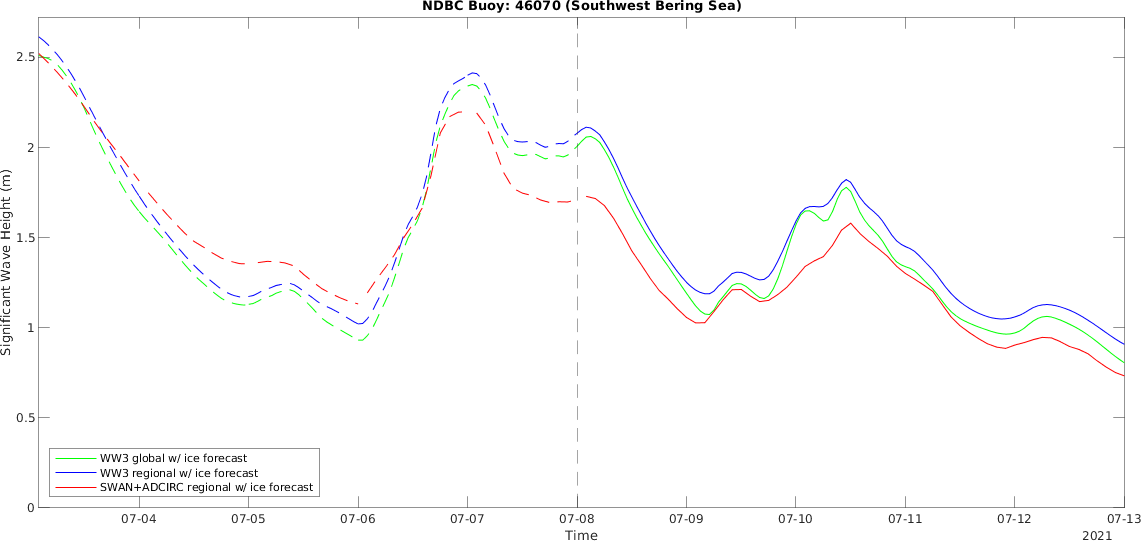 NDBC Buoy: 46070 (Southwest Bering Sea)
2.5
2
1.5
1
0.5
0
Significant Wave Height (m)
WW3 global w/ ice forecast
WW3 regional w/ ice forecast
SWAN+ADCIRC regional w/ ice forecast
07-04 07-05 07-06 07-07 07-08 07-09 07-10 07-11 07-12 07-13
Time
2021